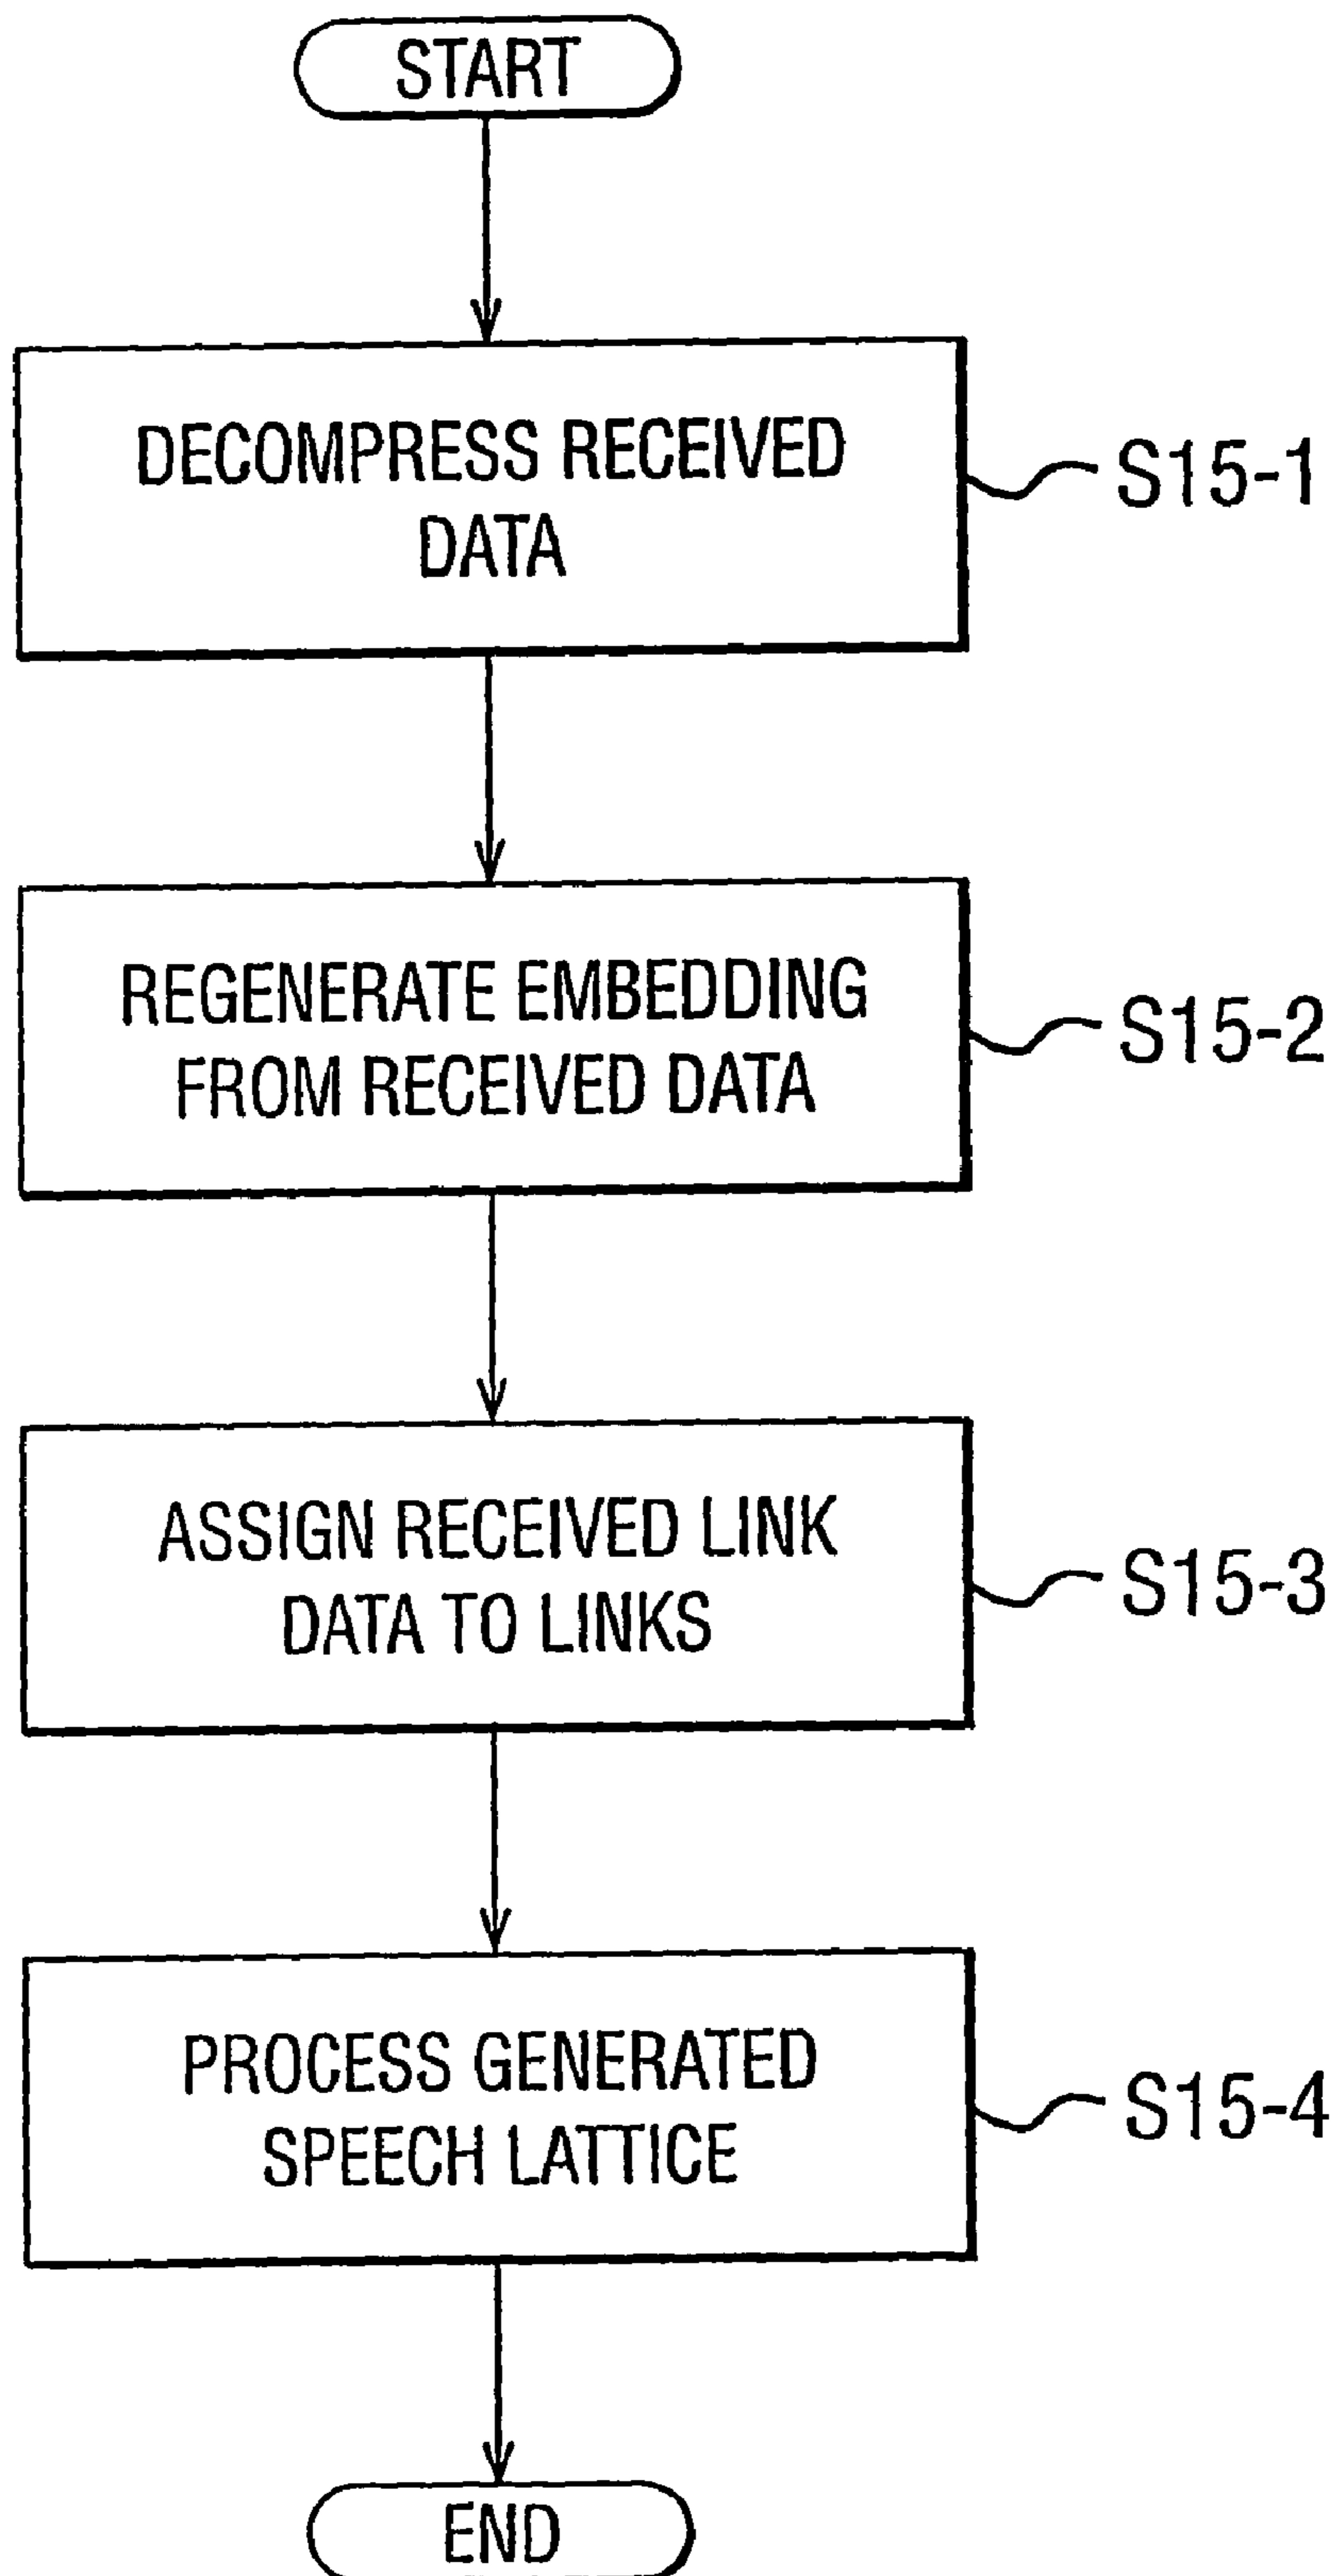 START
DECOMPRESS RECEIVED
DATA
S15-1
REGENERATE EMBEDDING
FROM RECEIVED DATA
S15-2
ASSIGN RECEIVED LINK
DATA TO LINKS
S15-3
PROCESS GENERATED
SPEECH LATTICE
S15-4
END